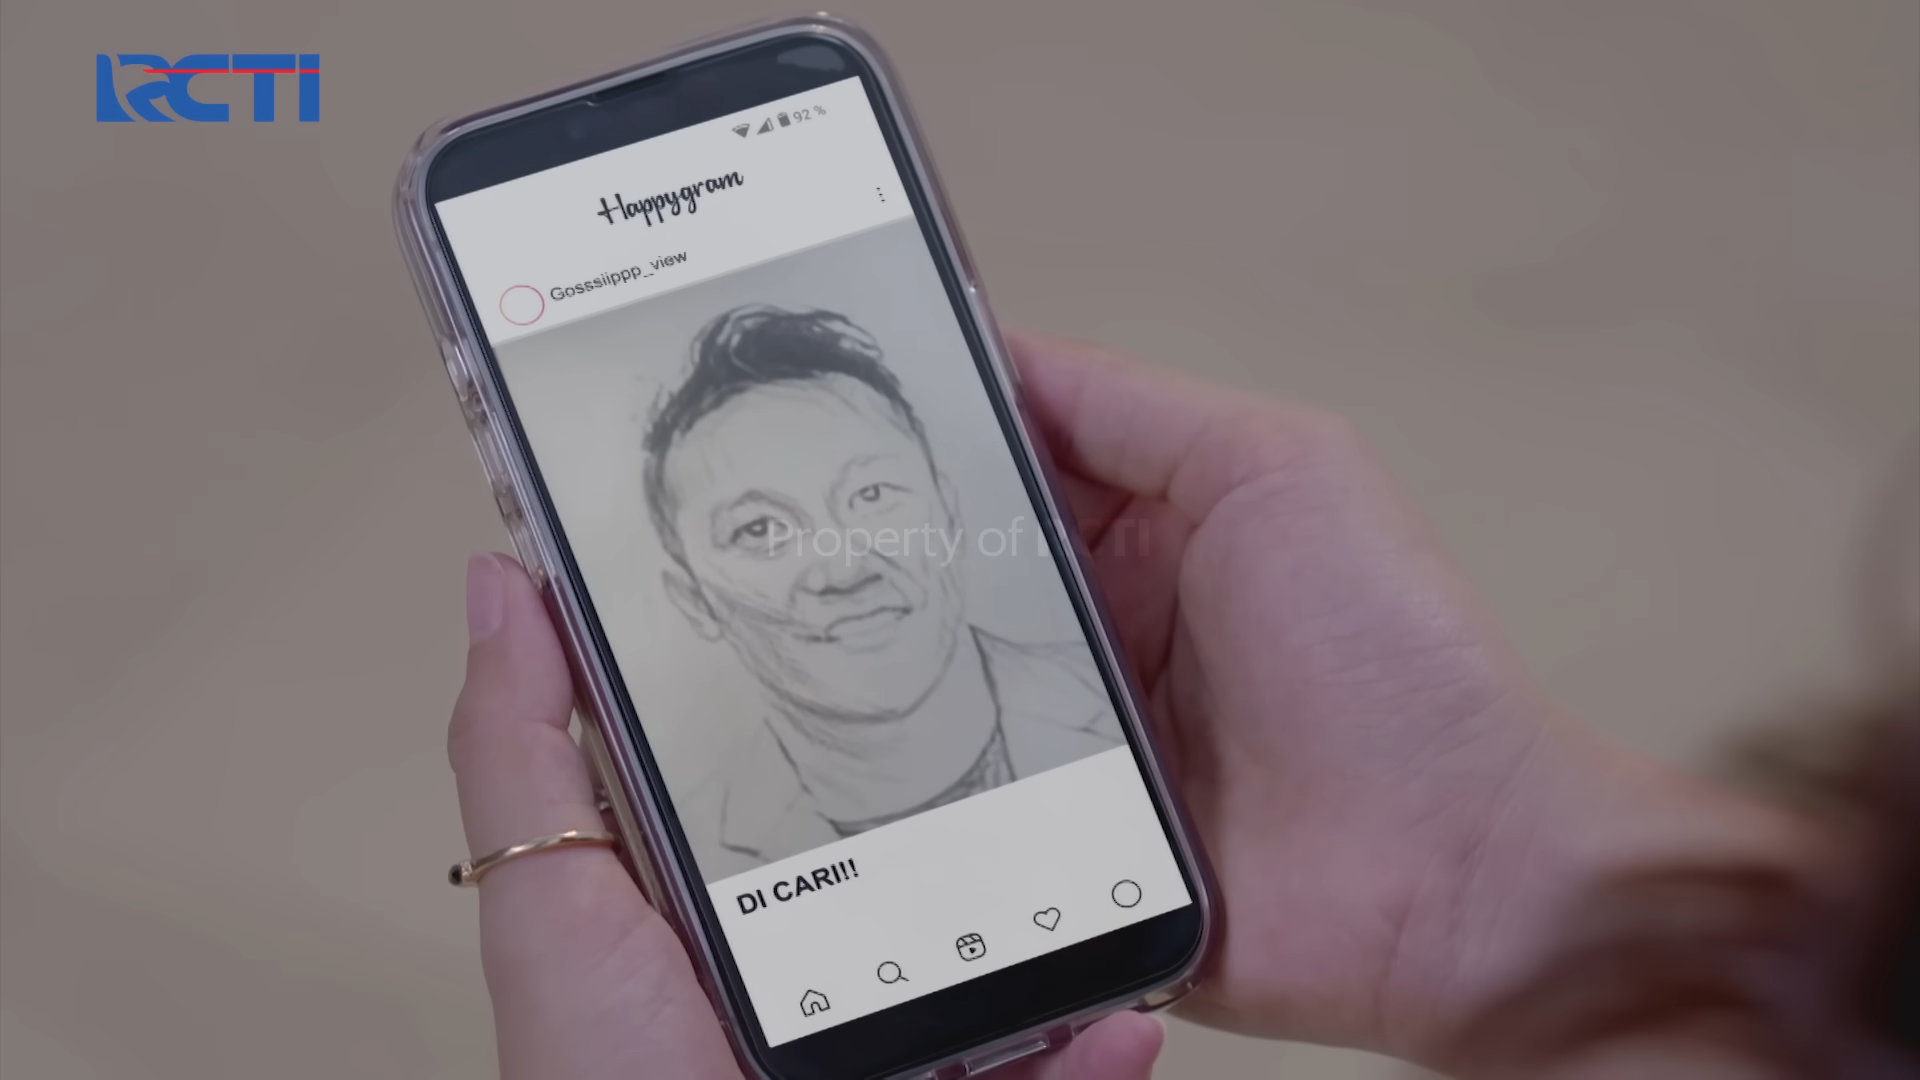 RCTI
92 %
Happygram
Gosssiippp_view
Property of RCTI
DI CARI!!